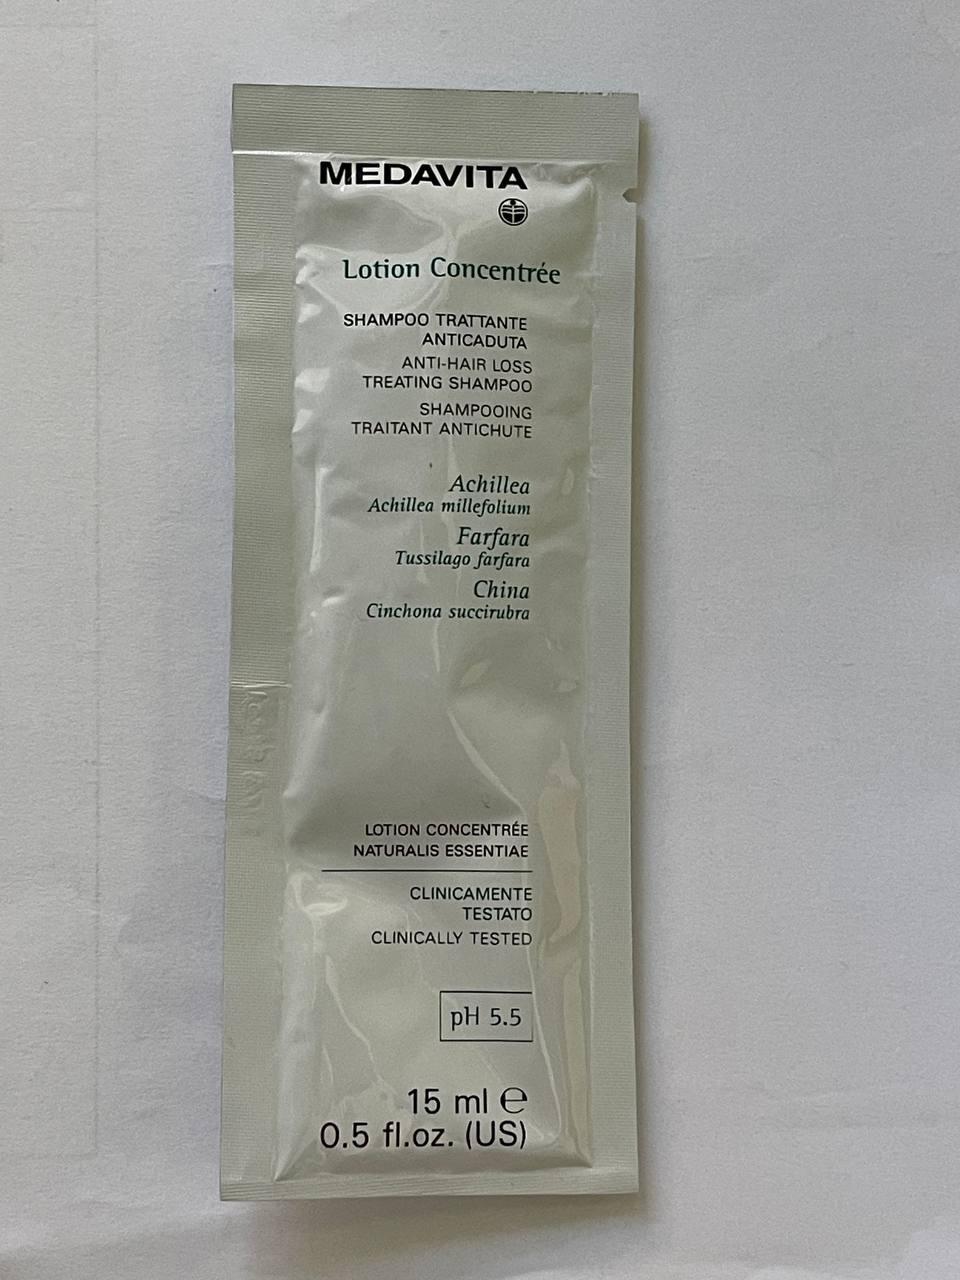 MEDAVITA
Lotion Concentrée
SHAMPOO TRATTANTE
ANTICADUTA
ANTI-HAIR LOSS
TREATING SHAMPOO
SHAMPOOING
TRAITANT ANTICHUTE
Achillea
Achillea millefolium
Farfara
Tussilago farfara
China
Cinchona succirubra
LOTION CONCENTRÉE
NATURALIS ESSENTIAE
CLINICAMENTE
TESTATO
CLINICALLY TESTED
pH 5.5
15 ml ℮
0.5 fl.oz. (US)